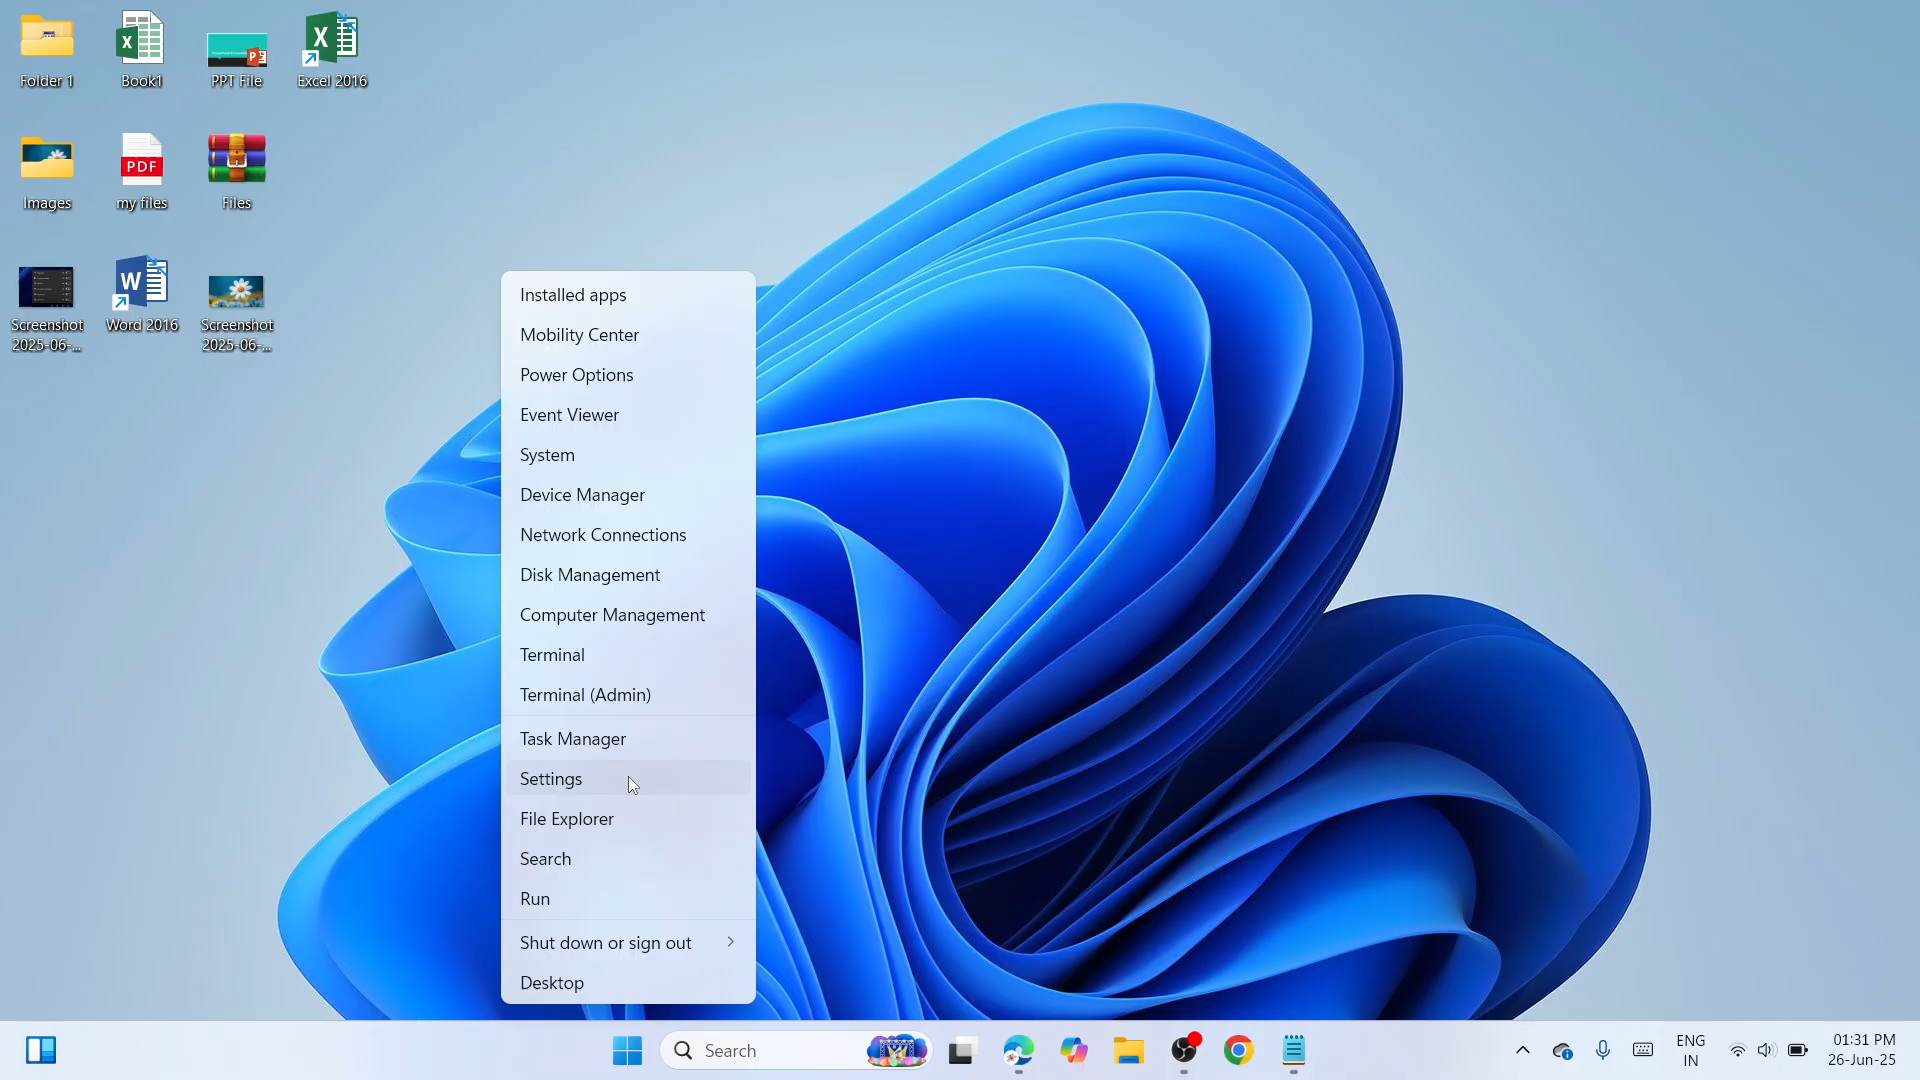 Folder 1
Book1
PPT File
Excel 2016
PDF
Images
my files
Files
Screenshot
2025-06-...
Word 2016
Screenshot
2025-06-...
Installed apps
Mobility Center
Power Options
Event Viewer
System
Device Manager
Network Connections
Disk Management
Computer Management
Terminal
Terminal (Admin)
Task Manager
Settings
File Explorer
Search
Run
Shut down or sign out
Desktop
Search
ENG
IN
01:31 PM
26-Jun-25